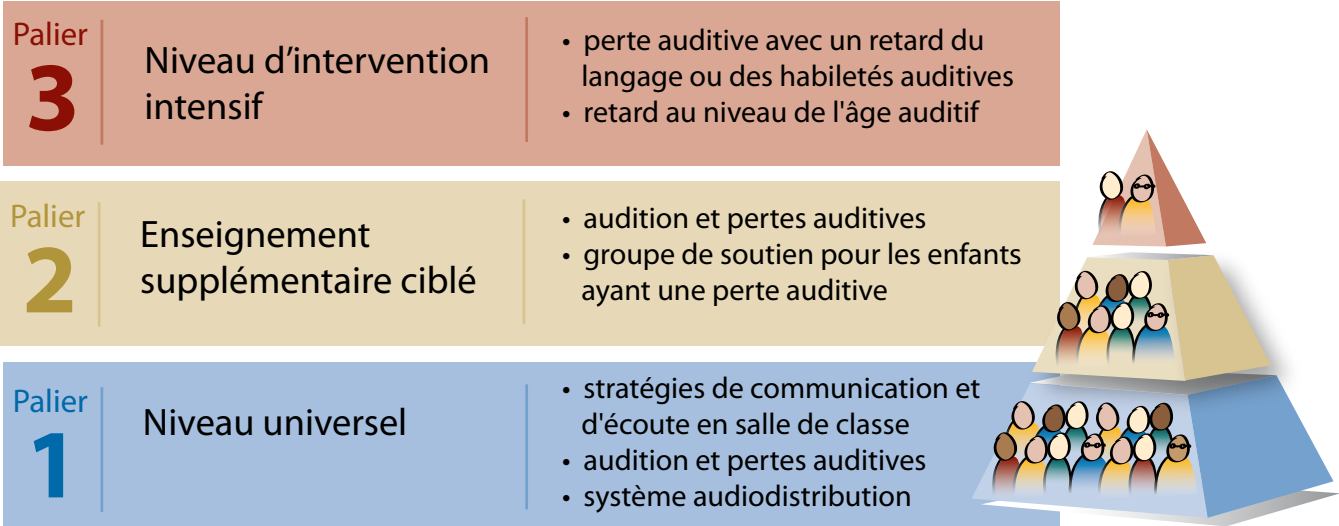 Palier
3
Niveau d’intervention
intensif
• perte auditive avec un retard du
langage ou des habiletés auditives
• retard au niveau de l'âge auditif
Palier
2
Enseignement
supplémentaire ciblé
• audition et pertes auditives
• groupe de soutien pour les enfants
ayant une perte auditive
Palier
1
Niveau universel
• stratégies de communication et
d'écoute en salle de classe
• audition et pertes auditives
• système audiodistribution